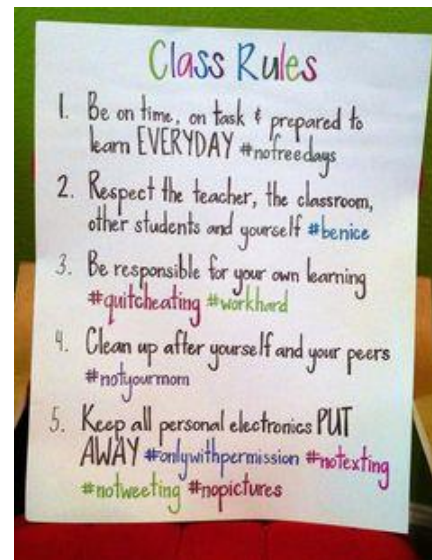 Class Rules
1. Be on time, on task & prepared to
learn EVERYDAY #nofreedays
2. Respect the teacher, the classroom,
other students and yourself #benice
3. Be responsible for your own learning
#quitcheating #workhard
4. Clean up after yourself and your peers
#notyourmom
5. Keep all personal electronics PUT
AWAY #onlywithpermission #notexting
#notweeting #nopictures